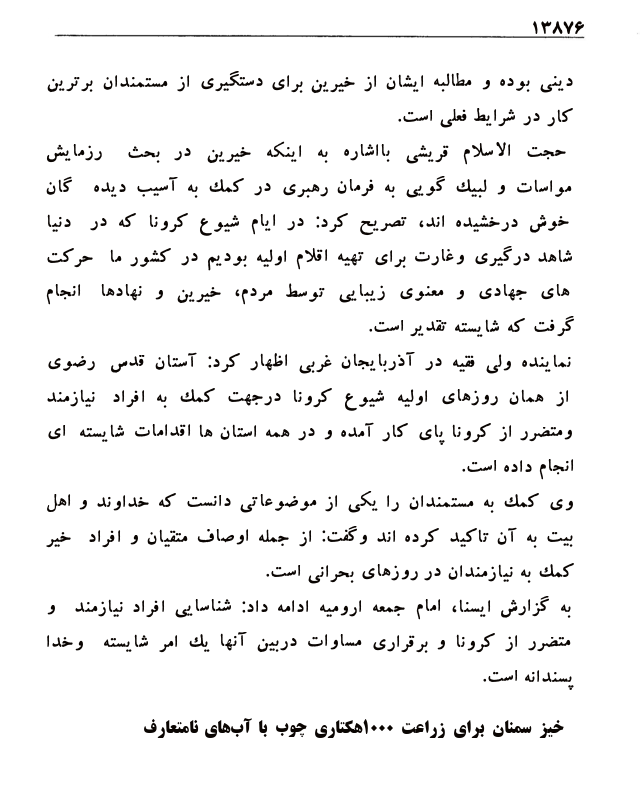 ۱۳۸۷۶
دینی بوده و مطالبه ایشان از خیرین برای دستگیری از مستمندان برترین
کار در شرایط فعلی است.
حجت الاسلام قریشی بااشاره به اینکه خیرین در بحث رزمایش
مواسات و لبیك گویی به فرمان رهبری در کمك به آسیب دیده گان
خوش درخشیده اند، تصریح کرد: در ایام شیوع کرونا که در دنیا
شاهد درگیری وغارت برای تهیه اقلام اولیه بودیم در کشور ما حرکت
های جهادی و معنوی زیبایی توسط مردم، خیرین و نهادها انجام
گرفت که شایسته تقدیر است.
نماینده ولی فقیه در آذربایجان غربی اظهار کرد: آستان قدس رضوی
از همان روزهای اولیه شیوع کرونا درجهت کمك به افراد نیازمند
ومتضرر از کرونا پای کار آمده و در همه استان ها اقدامات شایسته ای
انجام داده است.
وی کمك به مستمندان را یکی از موضوعاتی دانست که خداوند و اهل
بیت به آن تاکید کرده اند وگفت: از جمله اوصاف متقیان و افراد خیر
کمك به نیازمندان در روزهای بحرانی است.
به گزارش ایسنا، امام جمعه ارومیه ادامه داد: شناسایی افراد نیازمند و
متضرر از کرونا و برقراری مساوات دربین آنها یك امر شایسته وخدا
پسندانه است.
خیز سمنان برای زراعت ۱۰۰۰هکتاری چوب با آب‌های نامتعارف